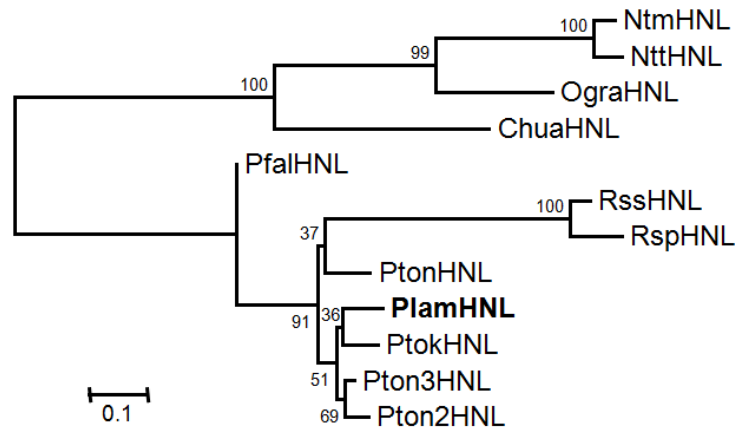 100 NtmHNL
99 NttHNL
100 OgraHNL
ChuaHNL
PfalHNL
100 RssHNL
37 RspHNL
PtonHNL
36 PlamHNL
91
PtokHNL
51 Pton3HNL
69 Pton2HNL
0.1